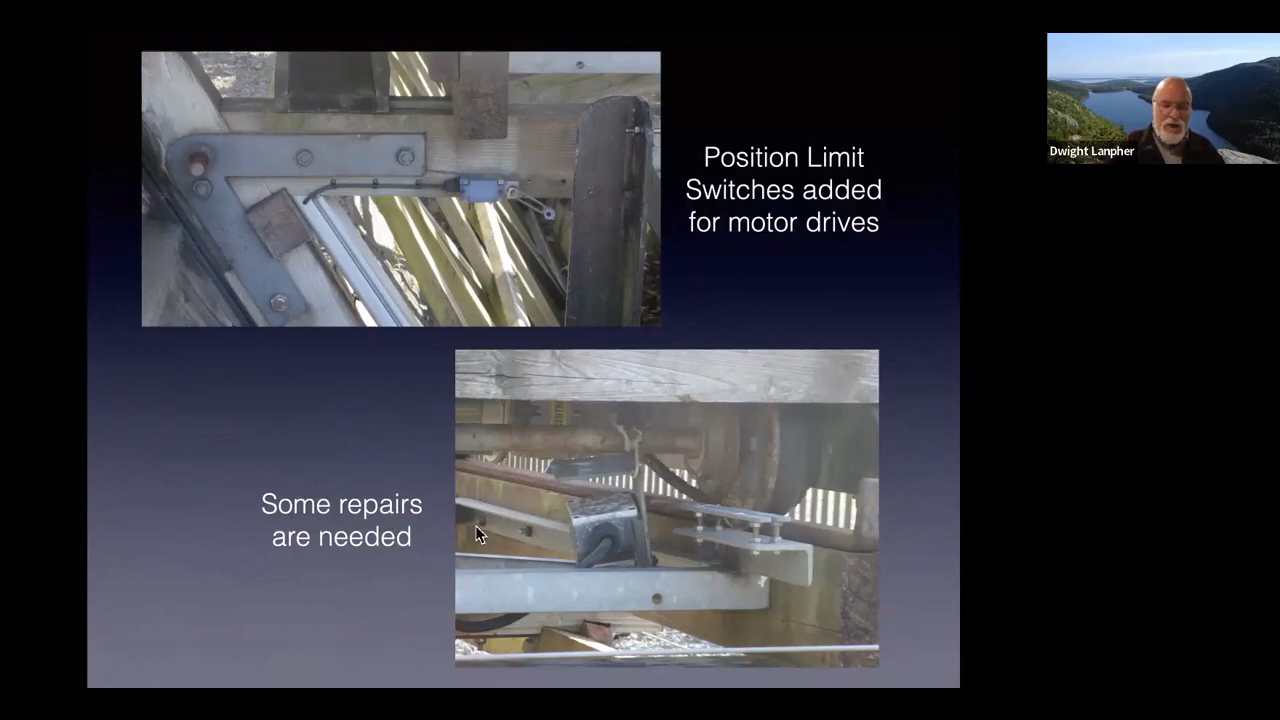 Position Limit
Switches added
for motor drives
Some repairs
are needed
Dwight Lanpher